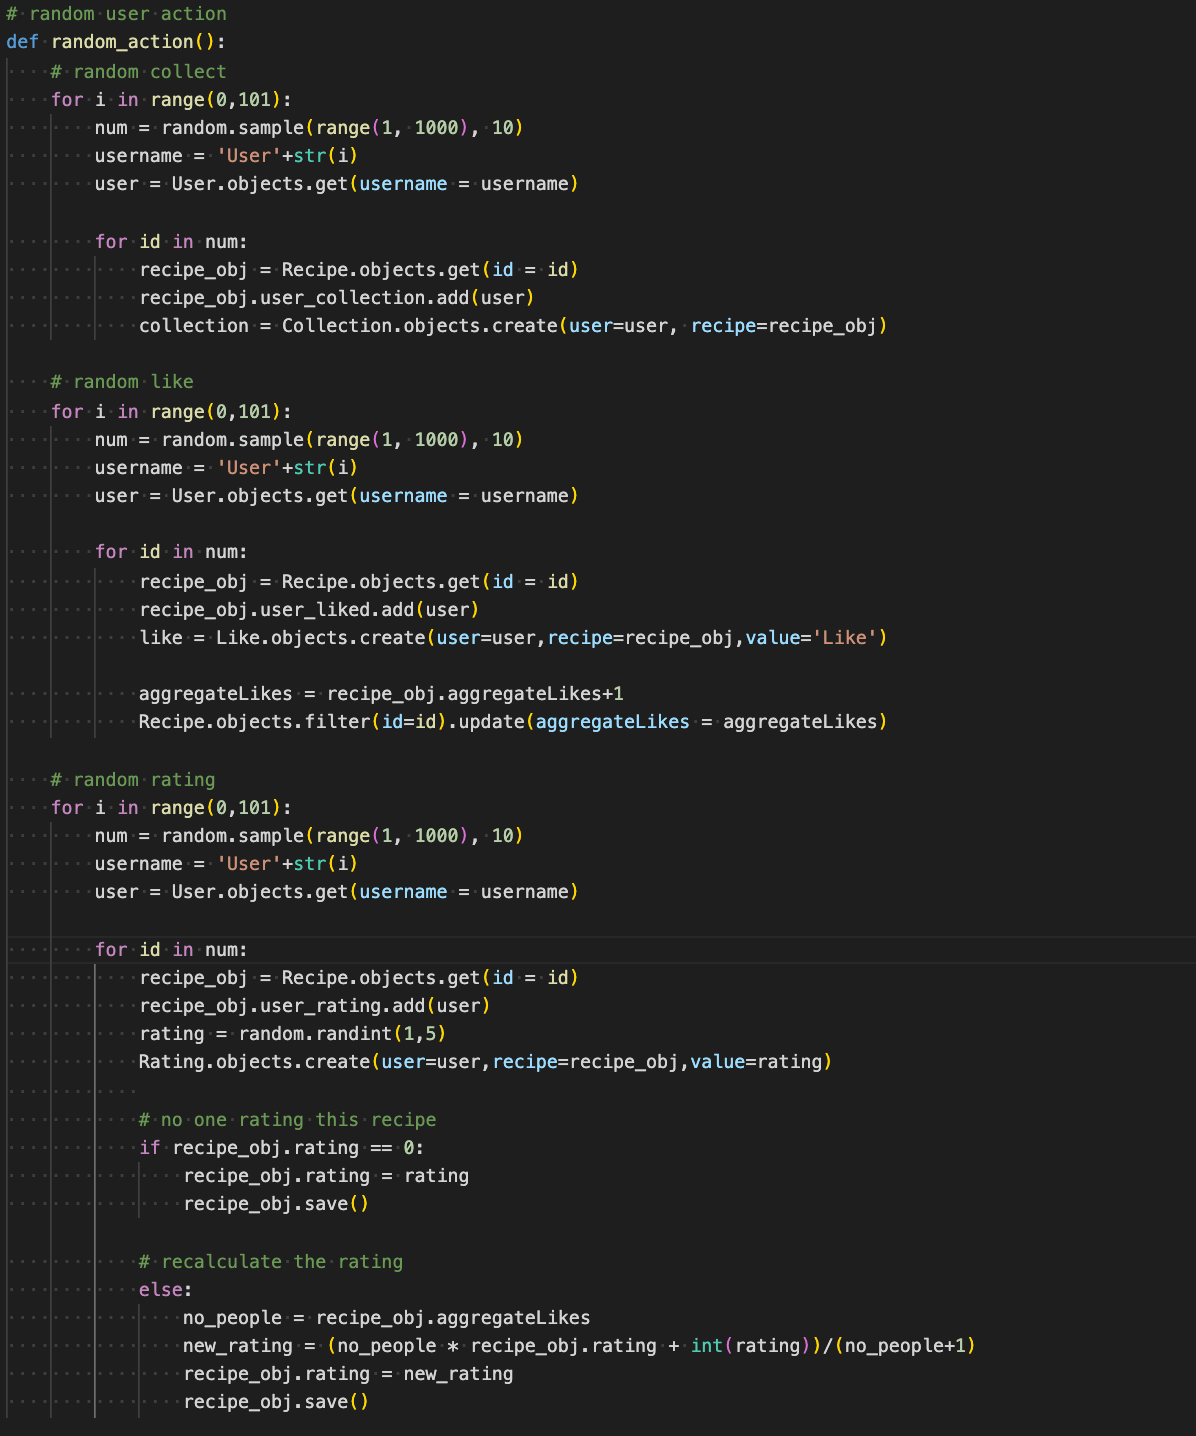 # random user action
def random_action():
    # random collect
    for i in range(0,101):
        num = random.sample(range(1, 1000), 10)
        username = 'User'+str(i)
        user = User.objects.get(username = username)

        for id in num:
            recipe_obj = Recipe.objects.get(id = id)
            recipe_obj.user_collection.add(user)
            collection = Collection.objects.create(user=user, recipe=recipe_obj)

    # random like
    for i in range(0,101):
        num = random.sample(range(1, 1000), 10)
        username = 'User'+str(i)
        user = User.objects.get(username = username)

        for id in num:
            recipe_obj = Recipe.objects.get(id = id)
            recipe_obj.user_liked.add(user)
            like = Like.objects.create(user=user,recipe=recipe_obj,value='Like')

            aggregateLikes = recipe_obj.aggregateLikes+1
            Recipe.objects.filter(id=id).update(aggregateLikes = aggregateLikes)

    # random rating
    for i in range(0,101):
        num = random.sample(range(1, 1000), 10)
        username = 'User'+str(i)
        user = User.objects.get(username = username)

        for id in num:
            recipe_obj = Recipe.objects.get(id = id)
            recipe_obj.user_rating.add(user)
            rating = random.randint(1,5)
            Rating.objects.create(user=user,recipe=recipe_obj,value=rating)

            # no one rating this recipe
            if recipe_obj.rating == 0:
                recipe_obj.rating = rating
                recipe_obj.save()

            # recalculate the rating
            else:
                no_people = recipe_obj.aggregateLikes
                new_rating = (no_people * recipe_obj.rating + int(rating))/(no_people+1)
                recipe_obj.rating = new_rating
                recipe_obj.save()